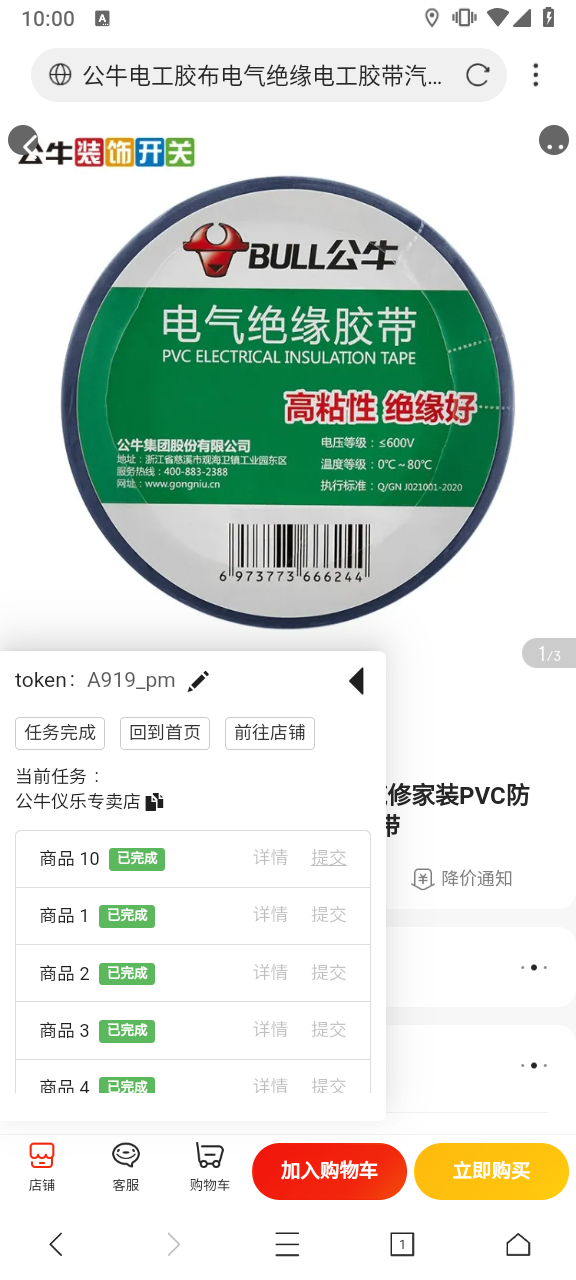 10:00
公牛电工胶布电气绝缘电工胶带汽...
公牛装饰开关
BULL公牛
电气绝缘胶带
PVC ELECTRICAL INSULATION TAPE
高粘性 绝缘好
公牛集团股份有限公司
地址：浙江省慈溪市观海卫镇工业园东区
服务热线：400-883-2388
网址：www.gongniu.cn
电压等级：≤600V
温度等级：0℃～80℃
执行标准：Q/GN J021001-2020
6 973773 666244
1/3
token： A919_pm
任务完成 回到首页 前往店铺
当前任务：
公牛仪乐专卖店
修家装PVC防
带
降价通知
商品 10 已完成 详情 提交
商品 1 已完成 详情 提交
商品 2 已完成 详情 提交
商品 3 已完成 详情 提交
商品 4 已完成 详情 提交
店铺 客服 购物车 加入购物车 立即购买
1